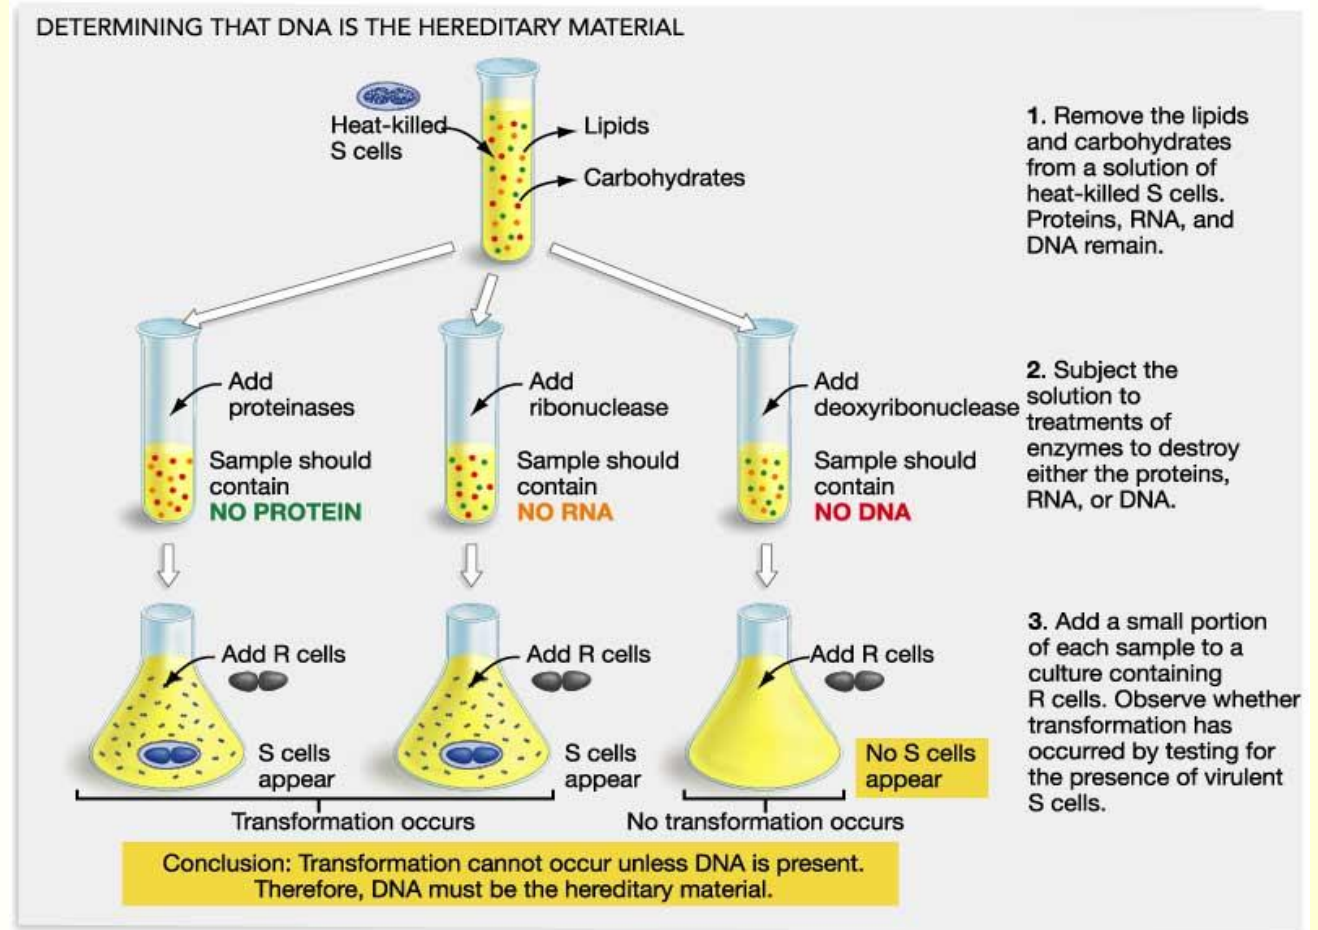 DETERMINING THAT DNA IS THE HEREDITARY MATERIAL
Heat-killed
S cells
Lipids
Carbohydrates
1. Remove the lipids
and carbohydrates
from a solution of
heat-killed S cells.
Proteins, RNA, and
DNA remain.
Add
proteinases
Add
ribonuclease
Add
deoxyribonuclease
2. Subject the
solution to
treatments of
enzymes to destroy
either the proteins,
RNA, or DNA.
Sample should
contain
NO PROTEIN
Sample should
contain
NO RNA
Sample should
contain
NO DNA
Add R cells
Add R cells
Add R cells
3. Add a small portion
of each sample to a
culture containing
R cells. Observe whether
transformation has
occurred by testing for
the presence of virulent
S cells.
S cells
appear
S cells
appear
No S cells
appear
Transformation occurs
No transformation occurs
Conclusion: Transformation cannot occur unless DNA is present.
Therefore, DNA must be the hereditary material.